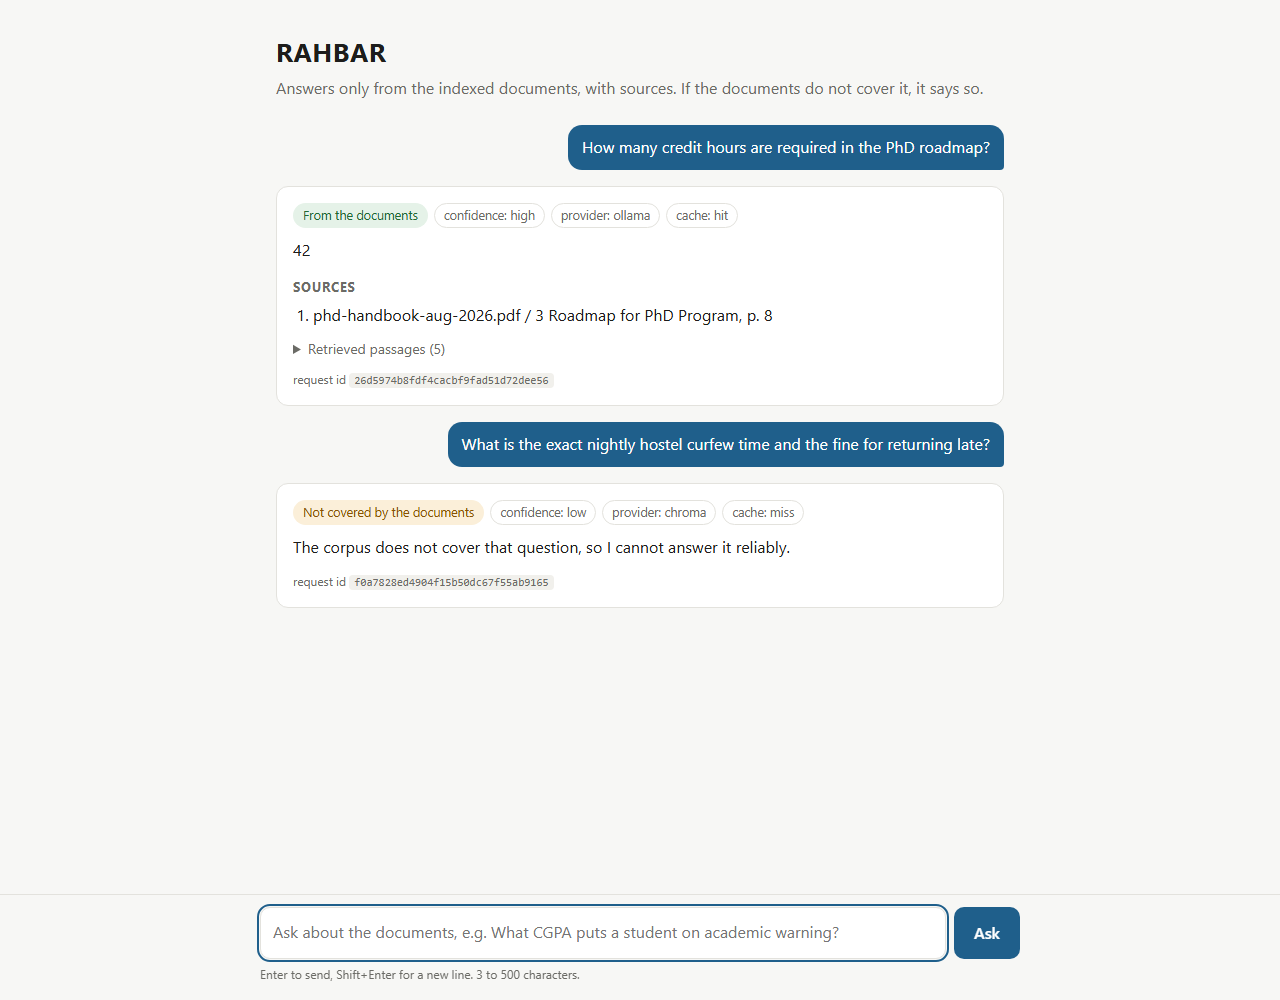 RAHBAR
Answers only from the indexed documents, with sources. If the documents do not cover it, it says so.
How many credit hours are required in the PhD roadmap?
From the documents confidence: high provider: ollama cache: hit
42
SOURCES
1. phd-handbook-aug-2026.pdf / 3 Roadmap for PhD Program, p. 8
Retrieved passages (5)
request id 26d5974b8fdf4cacbf9fad51d72dee56
What is the exact nightly hostel curfew time and the fine for returning late?
Not covered by the documents confidence: low provider: chroma cache: miss
The corpus does not cover that question, so I cannot answer it reliably.
request id f0a7828ed4904f15b50dc67f55ab9165
Ask about the documents, e.g. What CGPA puts a student on academic warning? Ask
Enter to send, Shift+Enter for a new line. 3 to 500 characters.